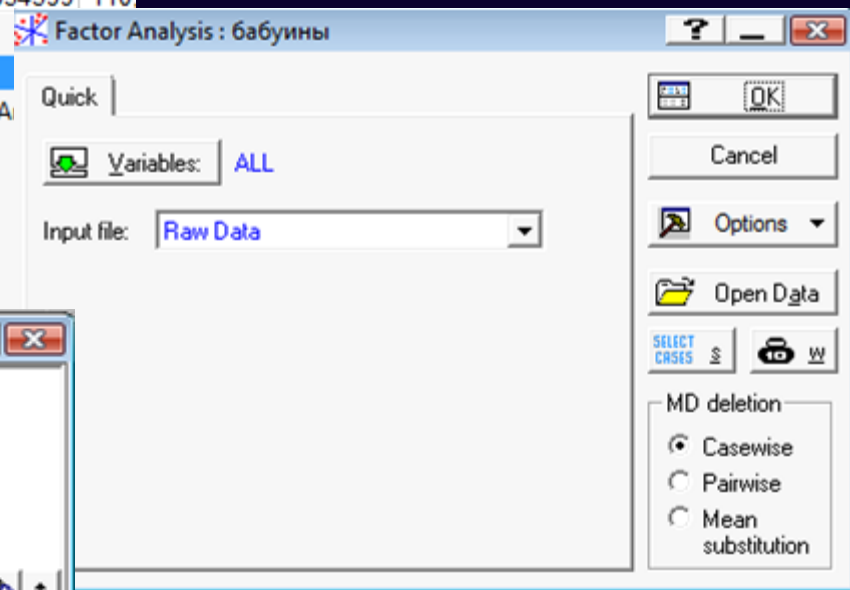 Factor Analysis : бабуины
?
Quick
OK
Variables: ALL
Cancel
Input file: Raw Data
Options
Open Data
SELECT CASES S
W
MD deletion
Casewise
Pairwise
Mean
substitution